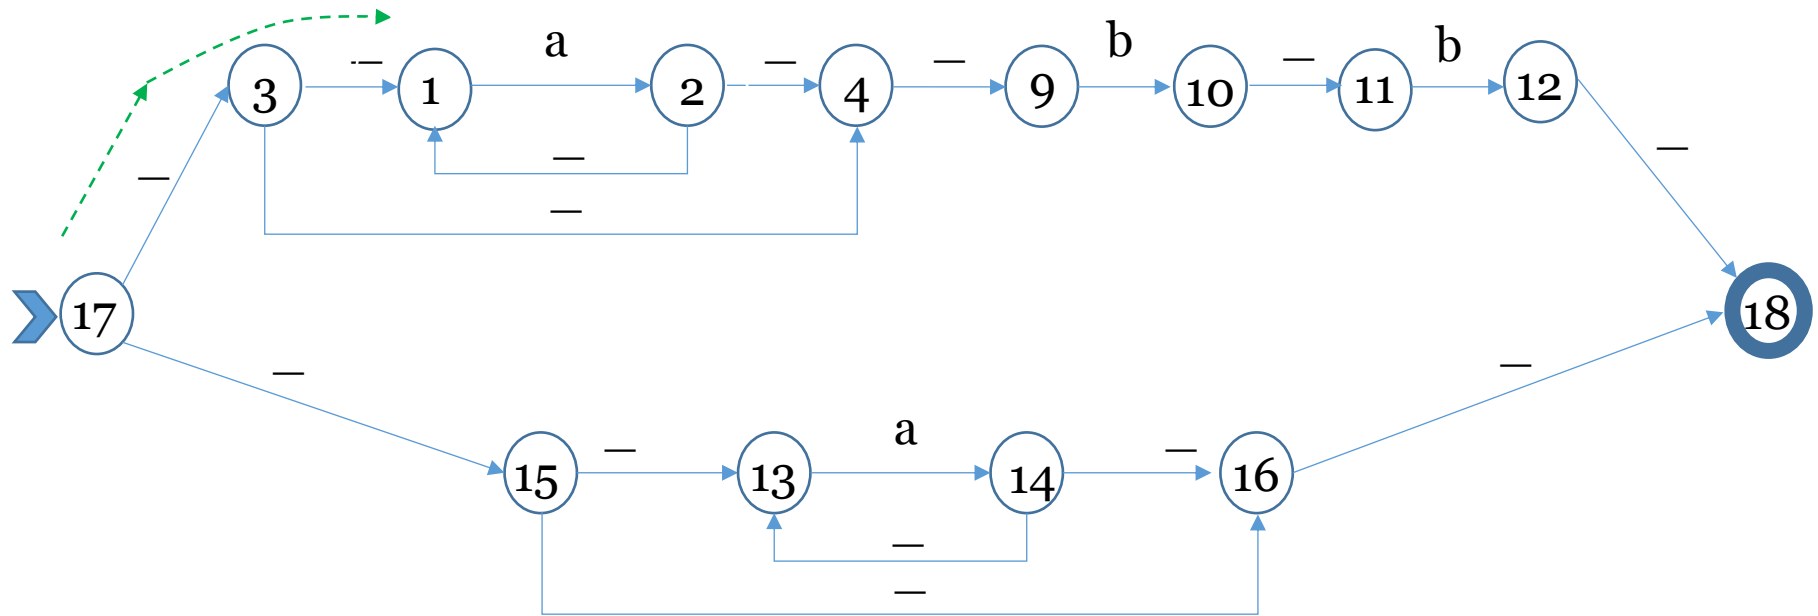 a b b
– – – – –
3 1 2 4 9 10 11 12
– –
– –
17 18
– –
a
– –
15 13 14 16
–
–